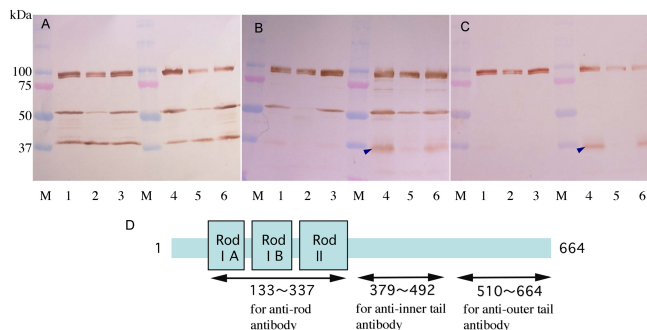 kDa
A
B
C
100
75
50
37
M 1 2 3 M 4 5 6 M 1 2 3 M 4 5 6 M 1 2 3 M 4 5 6
D
1
Rod I A
Rod I B
Rod II
664
133~337
for anti-rod
antibody
379~492
for anti-inner tail
antibody
510~664
for anti-outer tail
antibody